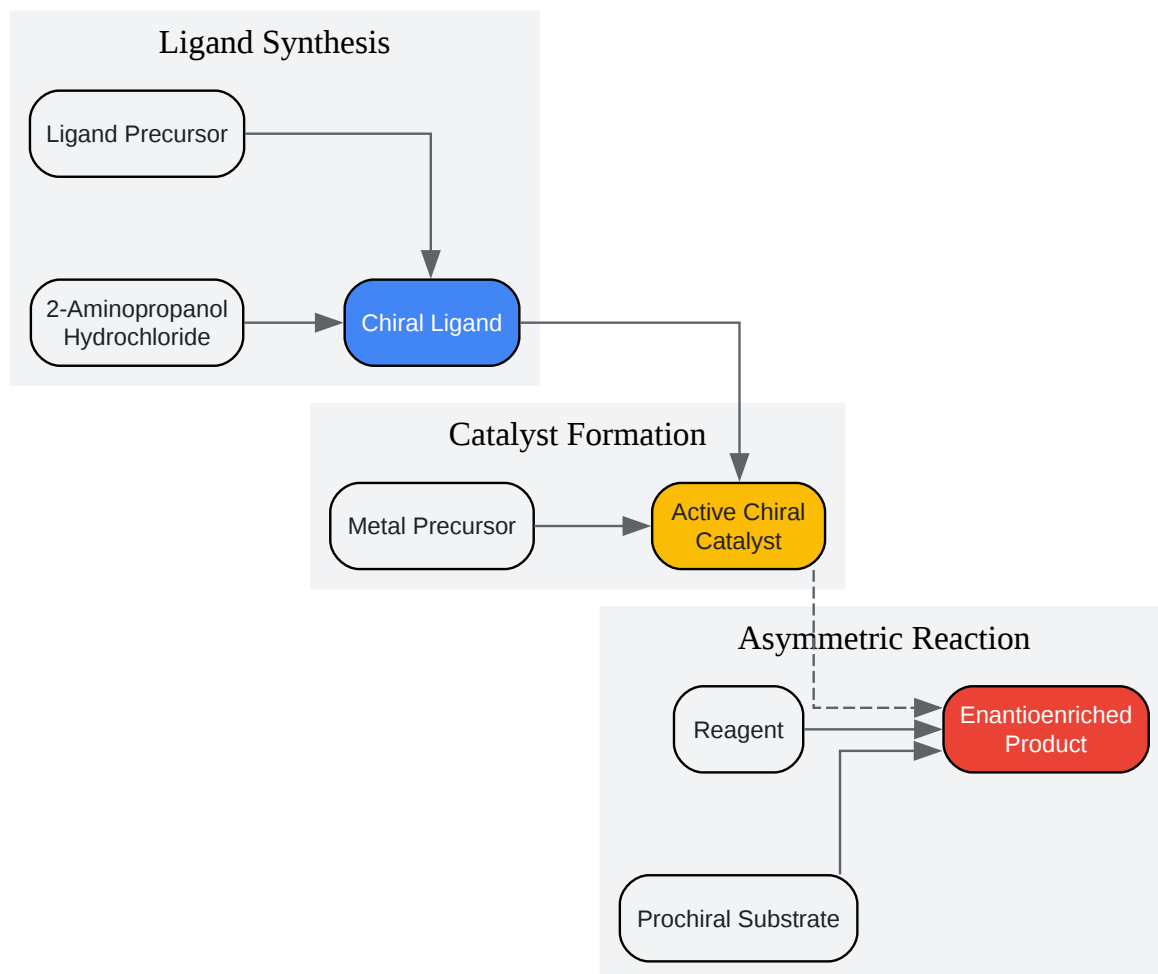 Ligand Synthesis
Ligand Precursor
2-Aminopropanol
Hydrochloride
Chiral Ligand
Catalyst Formation
Metal Precursor
Active Chiral
Catalyst
Asymmetric Reaction
Reagent
Enantioenriched
Product
Prochiral Substrate